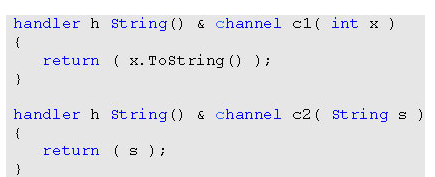 handler h String() & channel c1( int x )
{
return ( x.ToString() );
}
handler h String() & channel c2( String s )
{
return ( s );
}